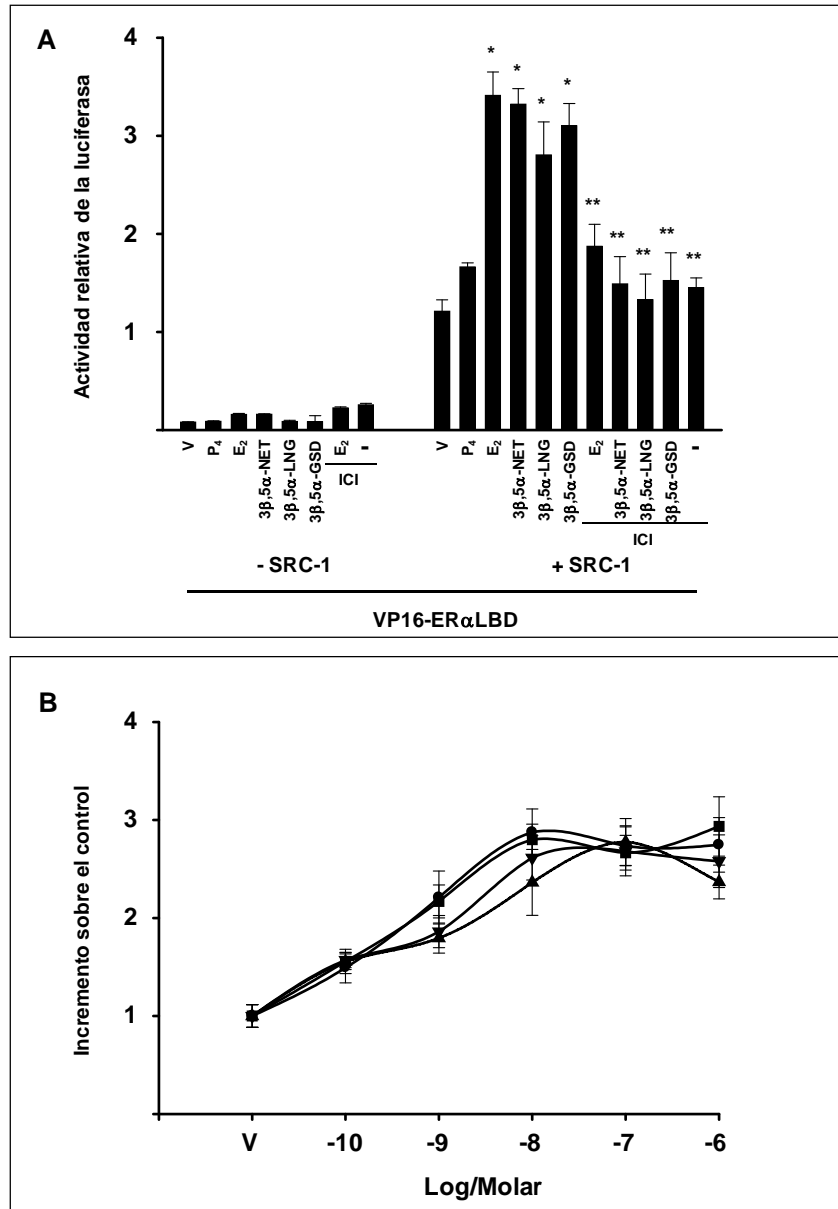 A
Actividad relativa de la luciferasa
4
3
2
1
* * * * ** ** ** ** **
V P4 E2 3β,5α-NET 3β,5α-LNG 3β,5α-GSD E2 -
ICI
V P4 E2 3β,5α-NET 3β,5α-LNG 3β,5α-GSD E2 3β,5α-NET 3β,5α-LNG 3β,5α-GSD -
ICI
- SRC-1 + SRC-1
VP16-ERαLBD
B
Incremento sobre el control
4
3
2
1
V -10 -9 -8 -7 -6
Log/Molar